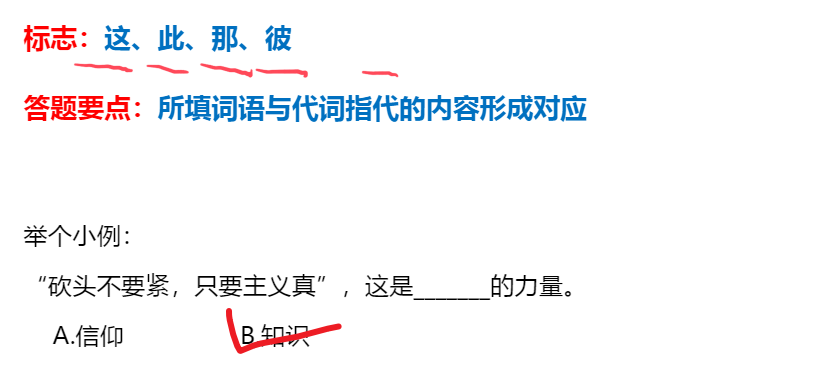 标志：这、此、那、彼
答题要点：所填词语与代词指代的内容形成对应
举个小例：
“砍头不要紧，只要主义真”，这是_______的力量。
A.信仰 B.知识